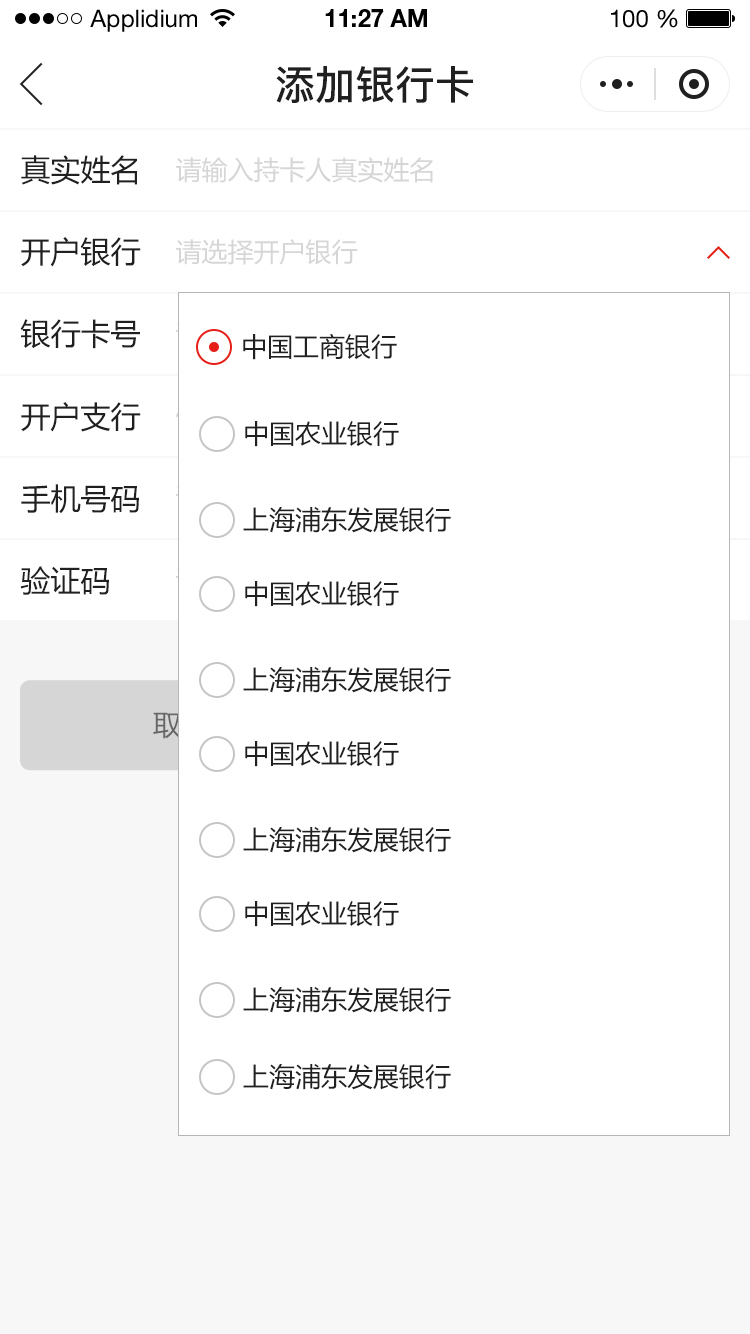 Applidium 11:27 AM 100 %
添加银行卡
真实姓名 请输入持卡人真实姓名
开户银行 请选择开户银行
银行卡号
中国工商银行
开户支行
中国农业银行
手机号码
上海浦东发展银行
验证码
中国农业银行
上海浦东发展银行
取
中国农业银行
上海浦东发展银行
中国农业银行
上海浦东发展银行
上海浦东发展银行